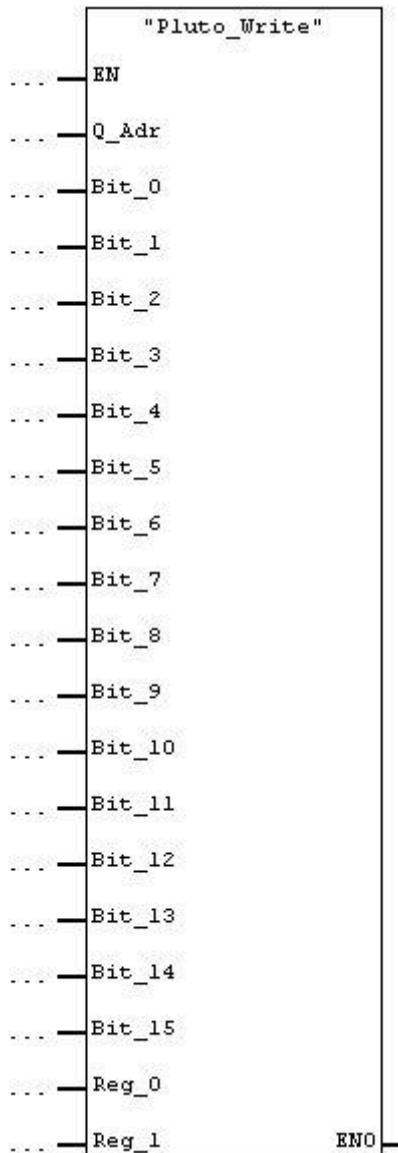 "Pluto_Write"
... EN
... Q_Adr
... Bit_0
... Bit_1
... Bit_2
... Bit_3
... Bit_4
... Bit_5
... Bit_6
... Bit_7
... Bit_8
... Bit_9
... Bit_10
... Bit_11
... Bit_12
... Bit_13
... Bit_14
... Bit_15
... Reg_0
... Reg_1 ENO